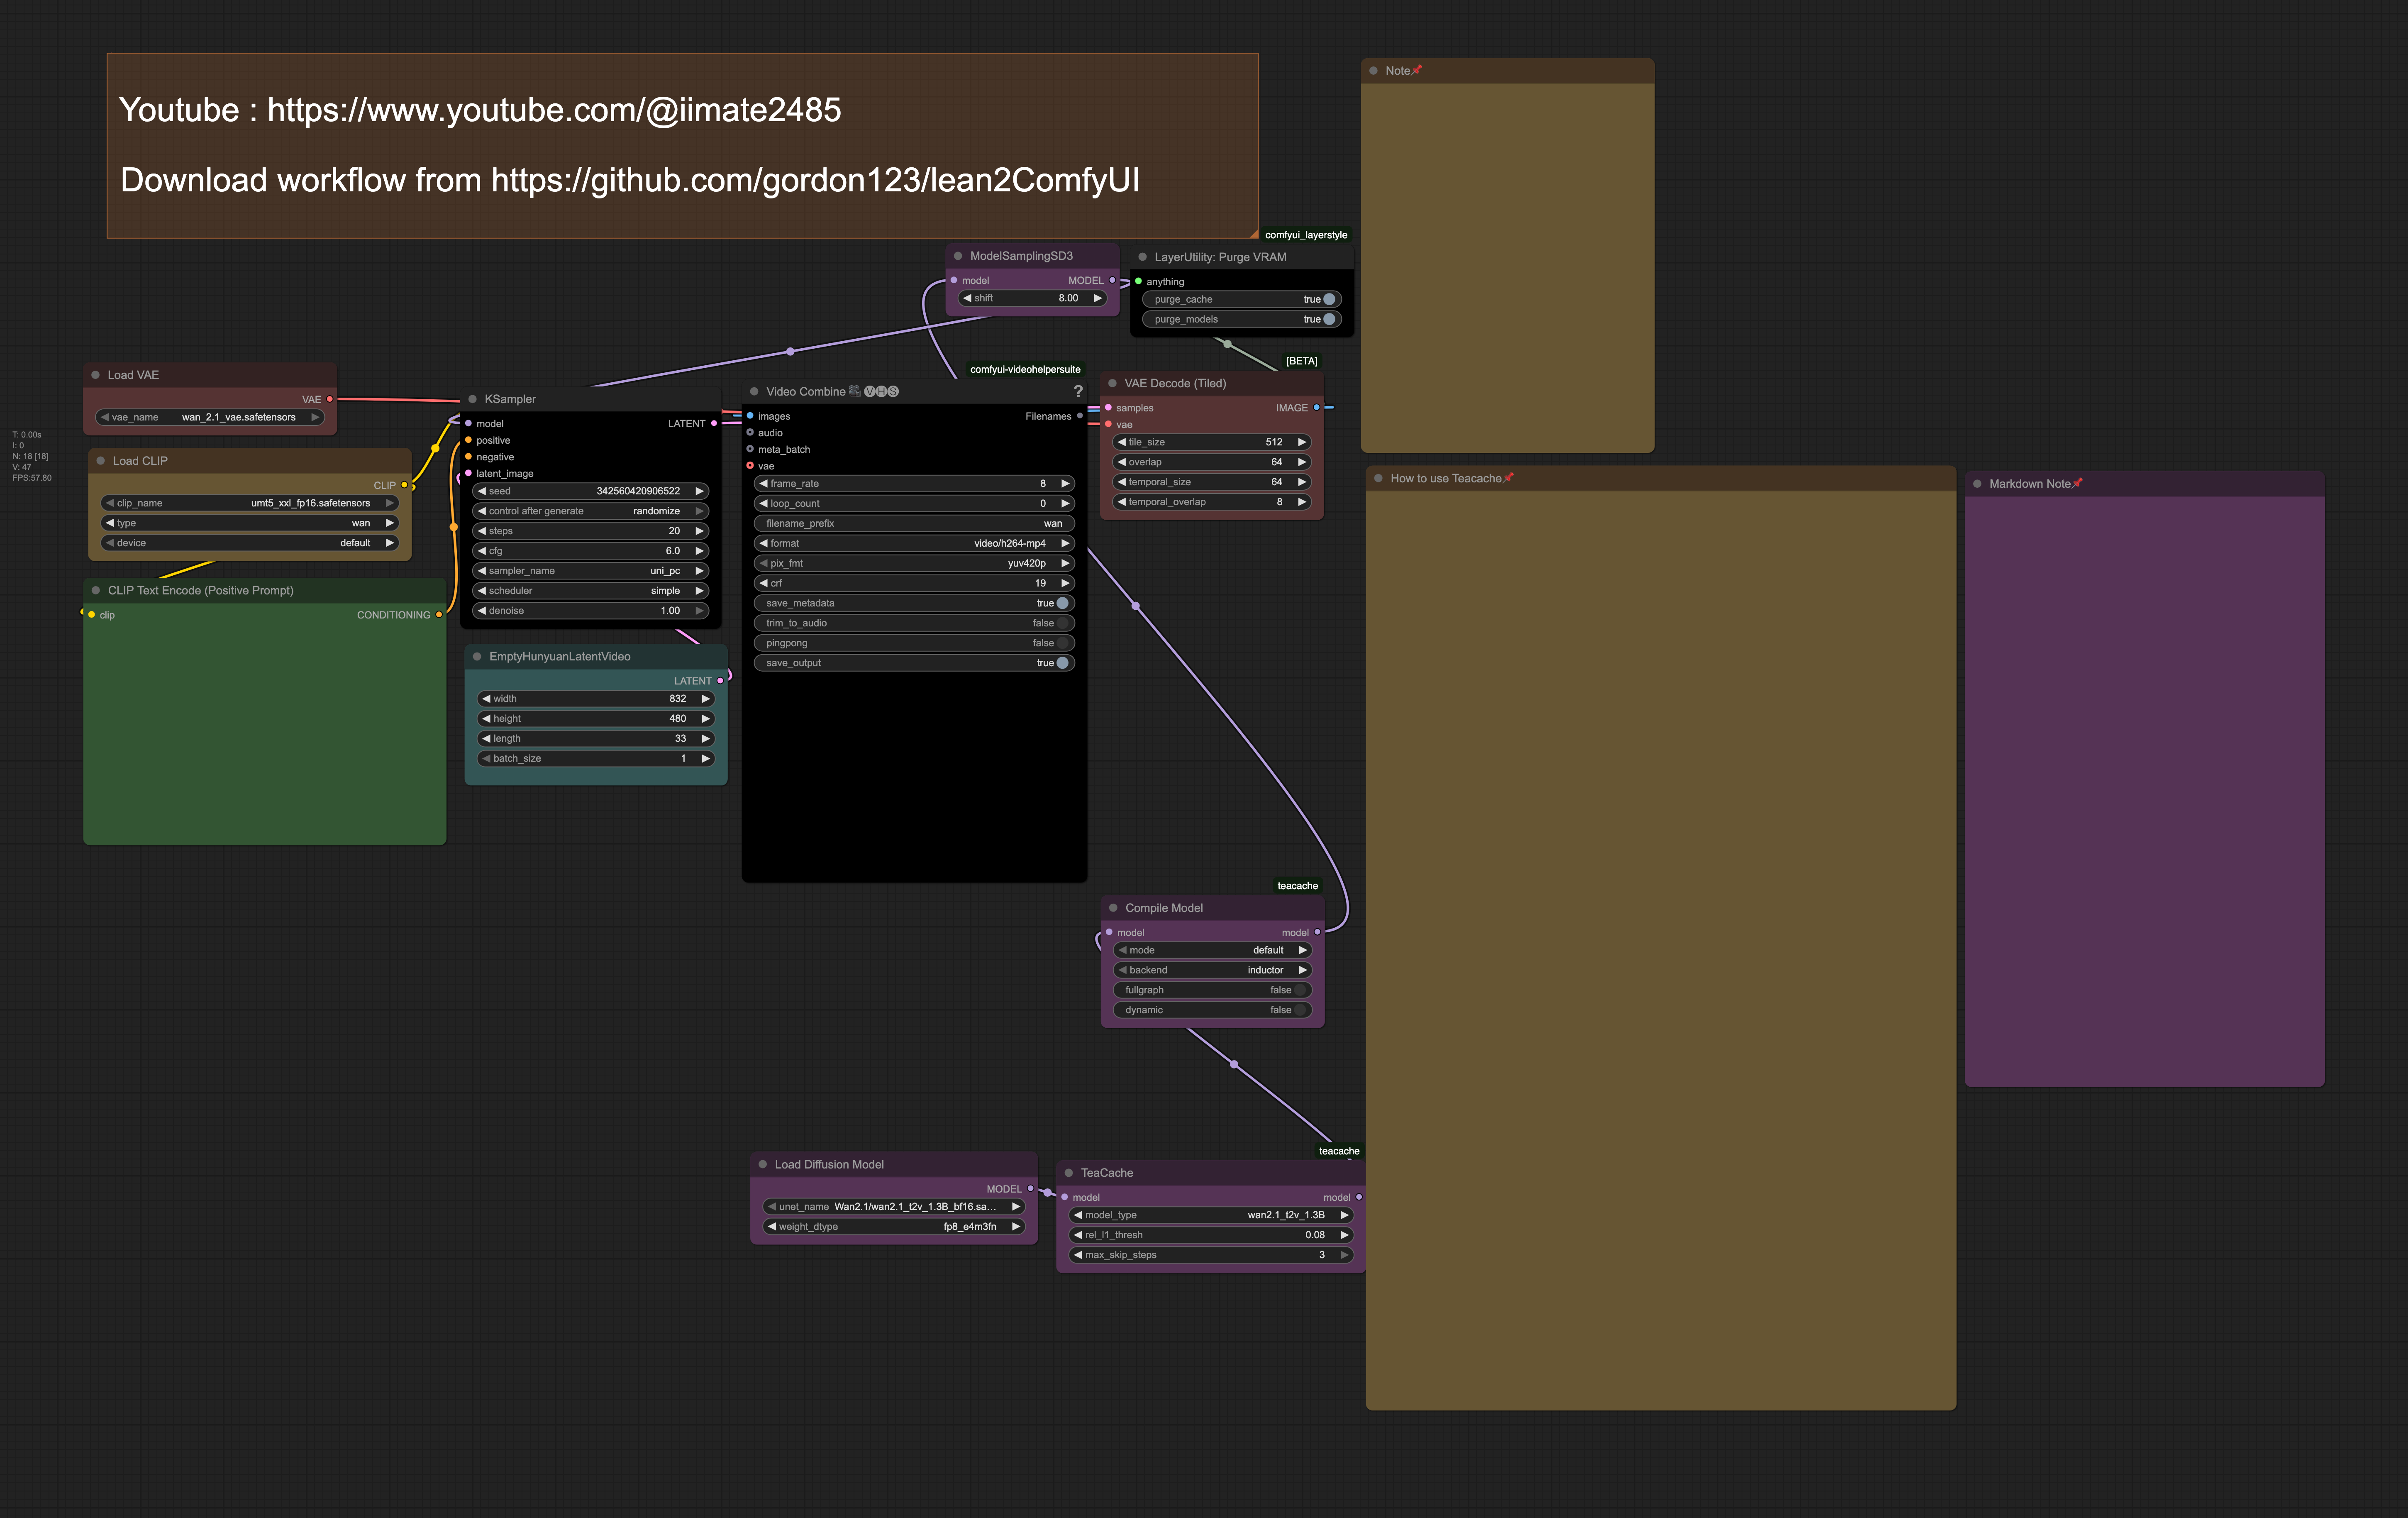 Youtube : https://www.youtube.com/@iimate2485
Download workflow from https://github.com/gordon123/lean2ComfyUI
Note📌
comfyui_layerstyle
ModelSamplingSD3
model MODEL
shift 8.00
LayerUtility: Purge VRAM
anything
purge_cache true
purge_models true
Load VAE
VAE
vae_name wan_2.1_vae.safetensors
T: 0.00s
I: 0
N: 18 [18]
V: 47
FPS:57.80
Load CLIP
CLIP
clip_name umt5_xxl_fp16.safetensors
type wan
device default
CLIP Text Encode (Positive Prompt)
clip CONDITIONING
KSampler
model LATENT
positive
negative
latent_image
seed 342560420906522
control after generate randomize
steps 20
cfg 6.0
sampler_name uni_pc
scheduler simple
denoise 1.00
EmptyHunyuanLatentVideo
LATENT
width 832
height 480
length 33
batch_size 1
comfyui-videohelpersuite
Video Combine 🎥🅥🅗🅢 ?
images Filenames
audio
meta_batch
vae
frame_rate 8
loop_count 0
filename_prefix wan
format video/h264-mp4
pix_fmt yuv420p
crf 19
save_metadata true
trim_to_audio false
pingpong false
save_output true
[BETA]
VAE Decode (Tiled)
samples IMAGE
vae
tile_size 512
overlap 64
temporal_size 64
temporal_overlap 8
How to use Teacache📌
Markdown Note📌
teacache
Compile Model
model model
mode default
backend inductor
fullgraph false
dynamic false
Load Diffusion Model
MODEL
unet_name Wan2.1/wan2.1_t2v_1.3B_bf16.sa...
weight_dtype fp8_e4m3fn
teacache
TeaCache
model model
model_type wan2.1_t2v_1.3B
rel_l1_thresh 0.08
max_skip_steps 3